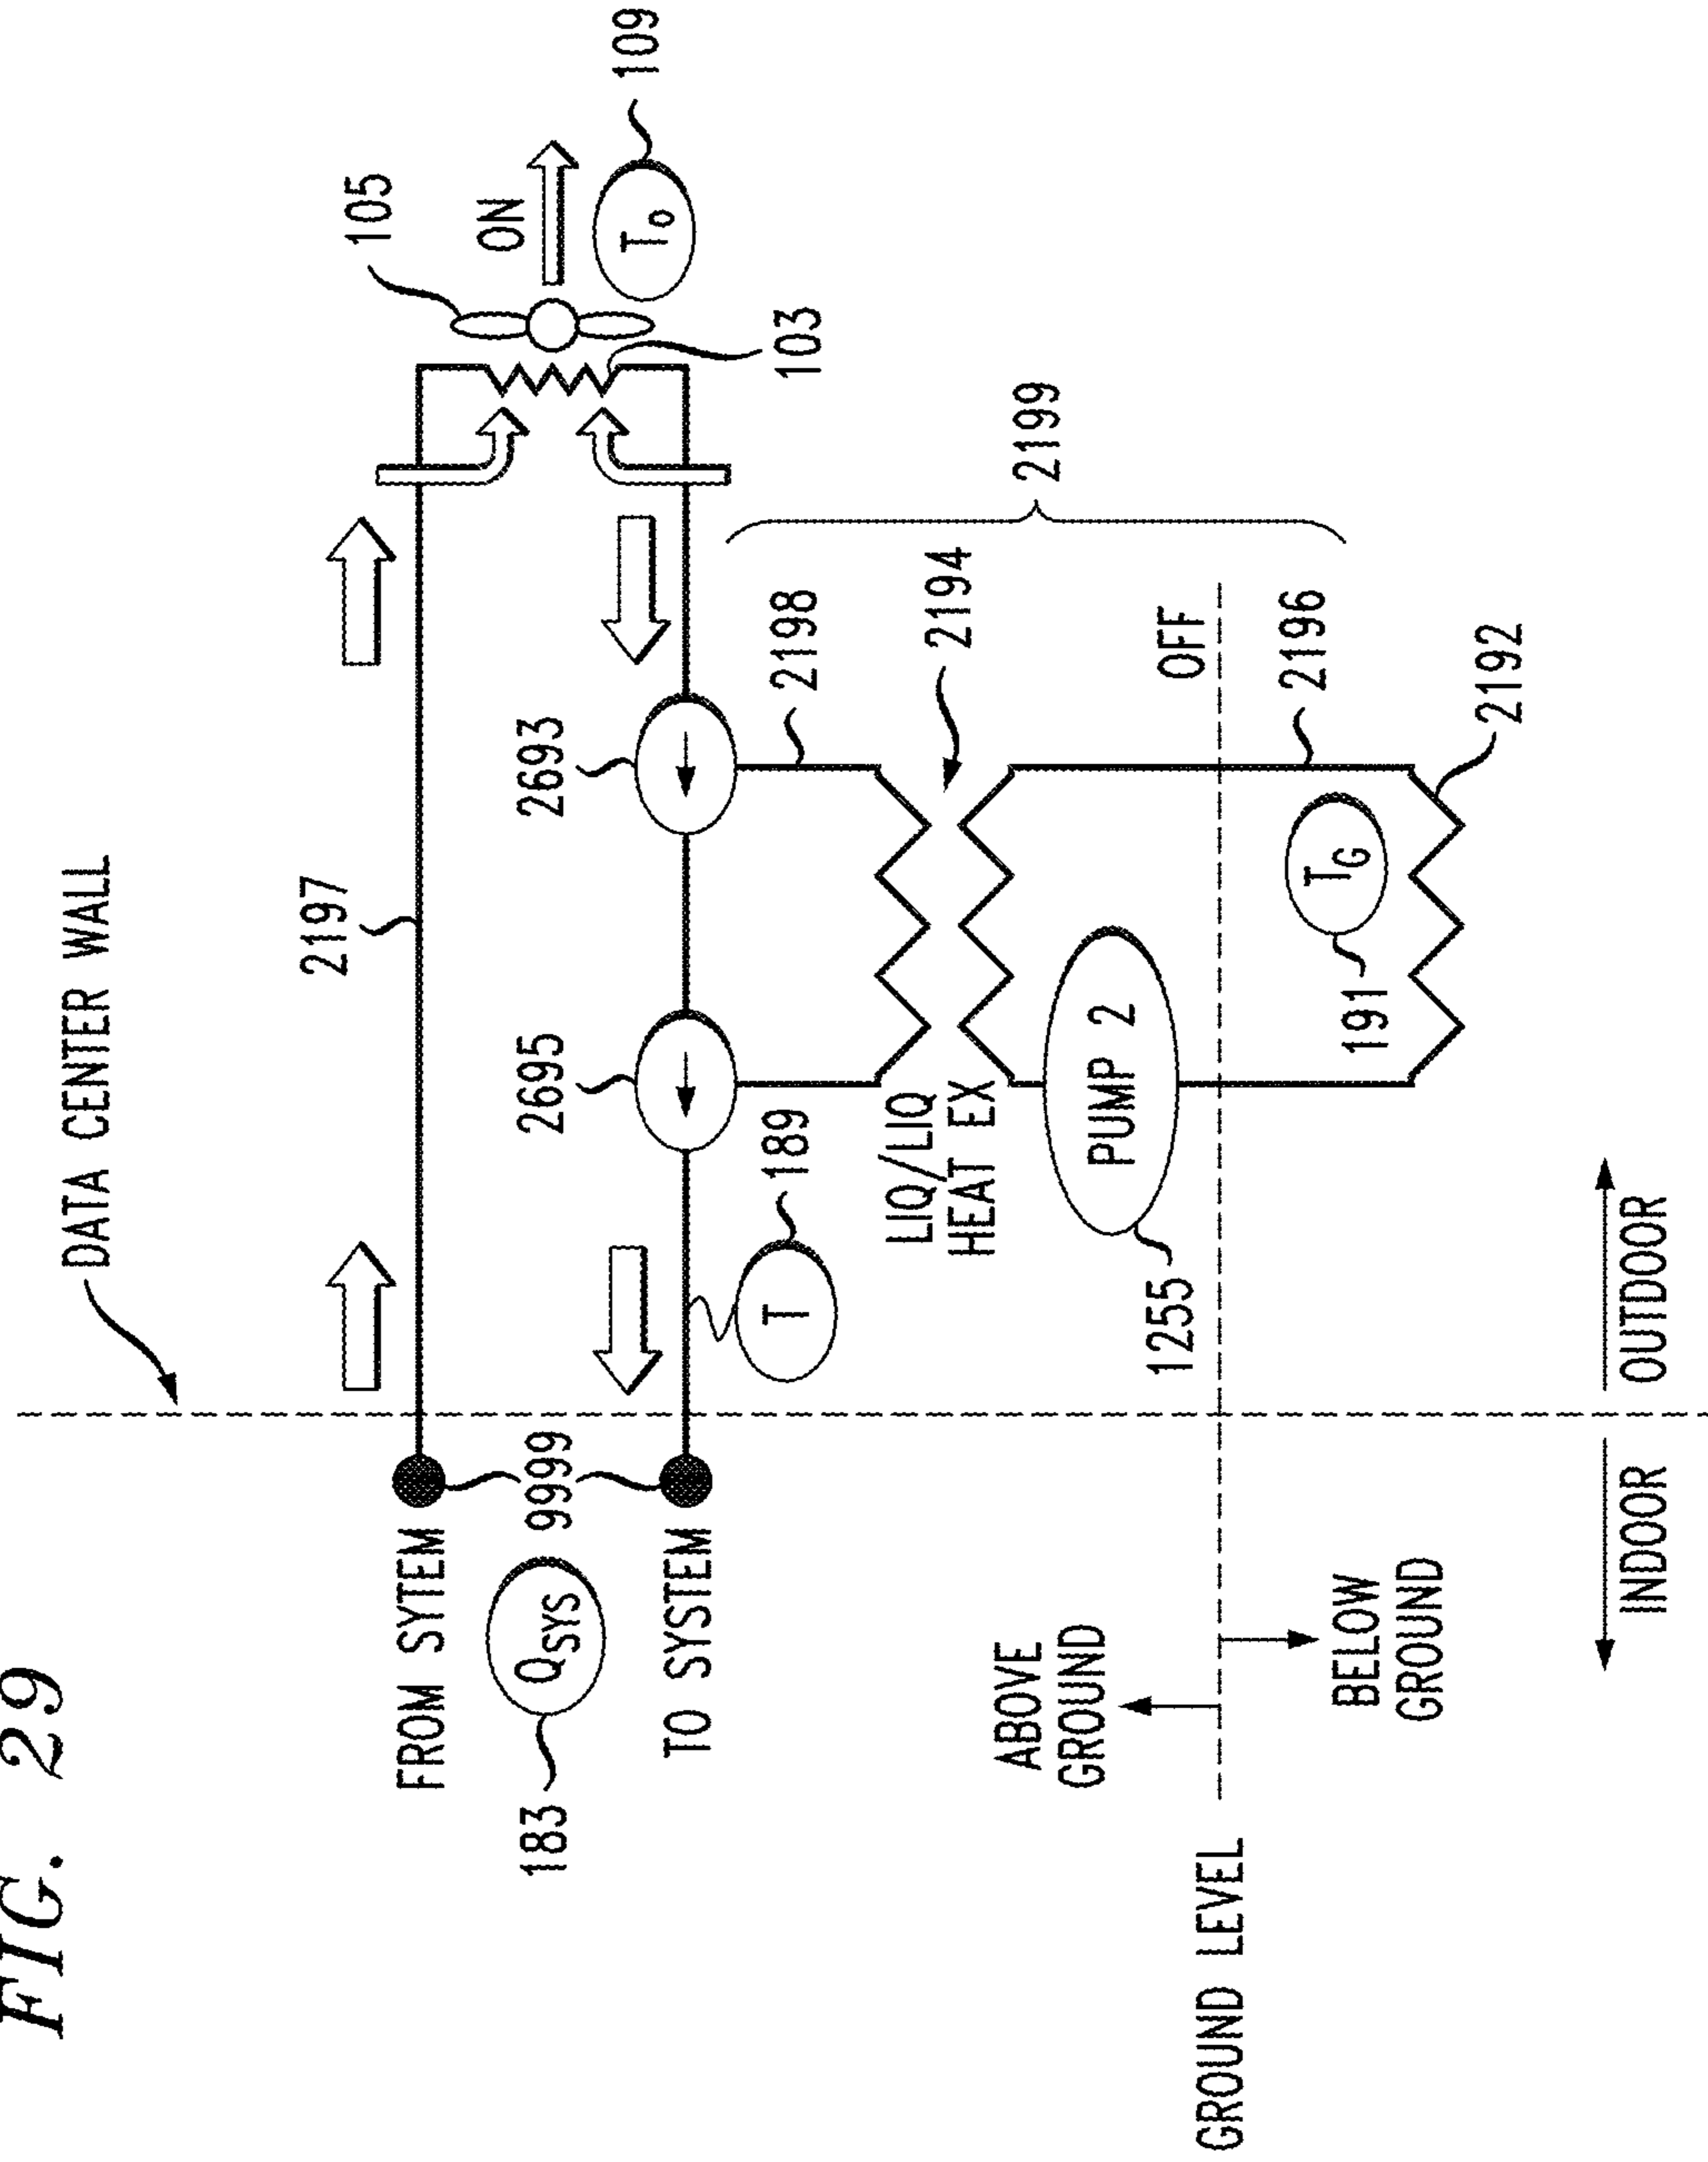 FIG. 29
DATA CENTER WALL
2197
105
ON
109
To
103
FROM SYTEM
9999
QSYS
183
TO SYSTEM
2695
2693
189
T
2198
2199
LIQ/LIQ
HEAT EX
2194
PUMP 2
1255
OFF
2196
TG
191
2192
ABOVE
GROUND
GROUND LEVEL
BELOW
GROUND
INDOOR
OUTDOOR